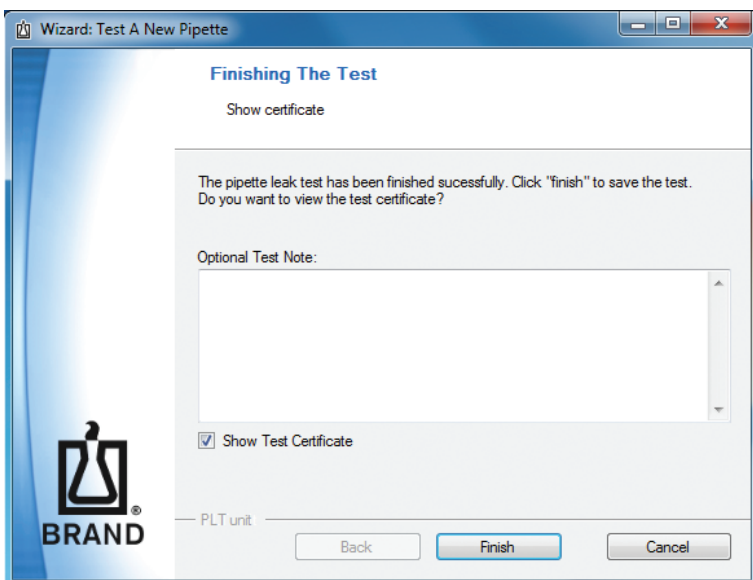 Wizard: Test A New Pipette
Finishing The Test
Show certificate
The pipette leak test has been finished sucessfully. Click "finish" to save the test.
Do you want to view the test certificate?
Optional Test Note:
Show Test Certificate
BRAND®
PLT unit
Back
Finish
Cancel